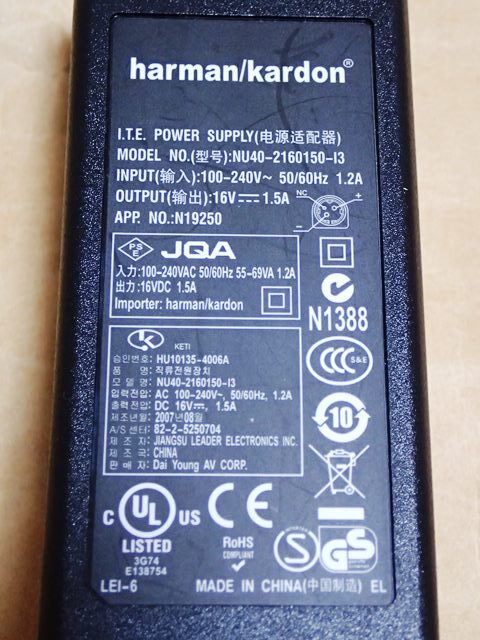 harman/kardon®
I.T.E. POWER SUPPLY(电源适配器)
MODEL NO.(型号):NU40-2160150-I3
INPUT(输入):100-240V~ 50/60Hz 1.2A
OUTPUT(输出):16V⎓1.5A
NC
+
−
APP. NO.:N19250
PS
E
JQA
入力:100-240VAC 50/60Hz 55-69VA 1.2A
出力:16VDC 1.5A
Importer: harman/kardon
N1388
KETI
승인번호: HU10135-4006A
품 명: 직류전원장치
모 델 명: NU40-2160150-I3
입력전압: AC 100-240V~, 50/60Hz, 1.2A
출력전압: DC 16V⎓, 1.5A
제조년월: 2007年08월
A/S센터: 82-2-5250704
제 조 자: JIANGSU LEADER ELECTRONICS INC.
제 조 국: CHINA
판 매 자: Dai Young AV CORP.
CCC S&E
10
C UL US
LISTED
3G74
E138754
CE
RoHS
COMPLIANT
S
GS
LEI-6
MADE IN CHINA(中国制造) EL